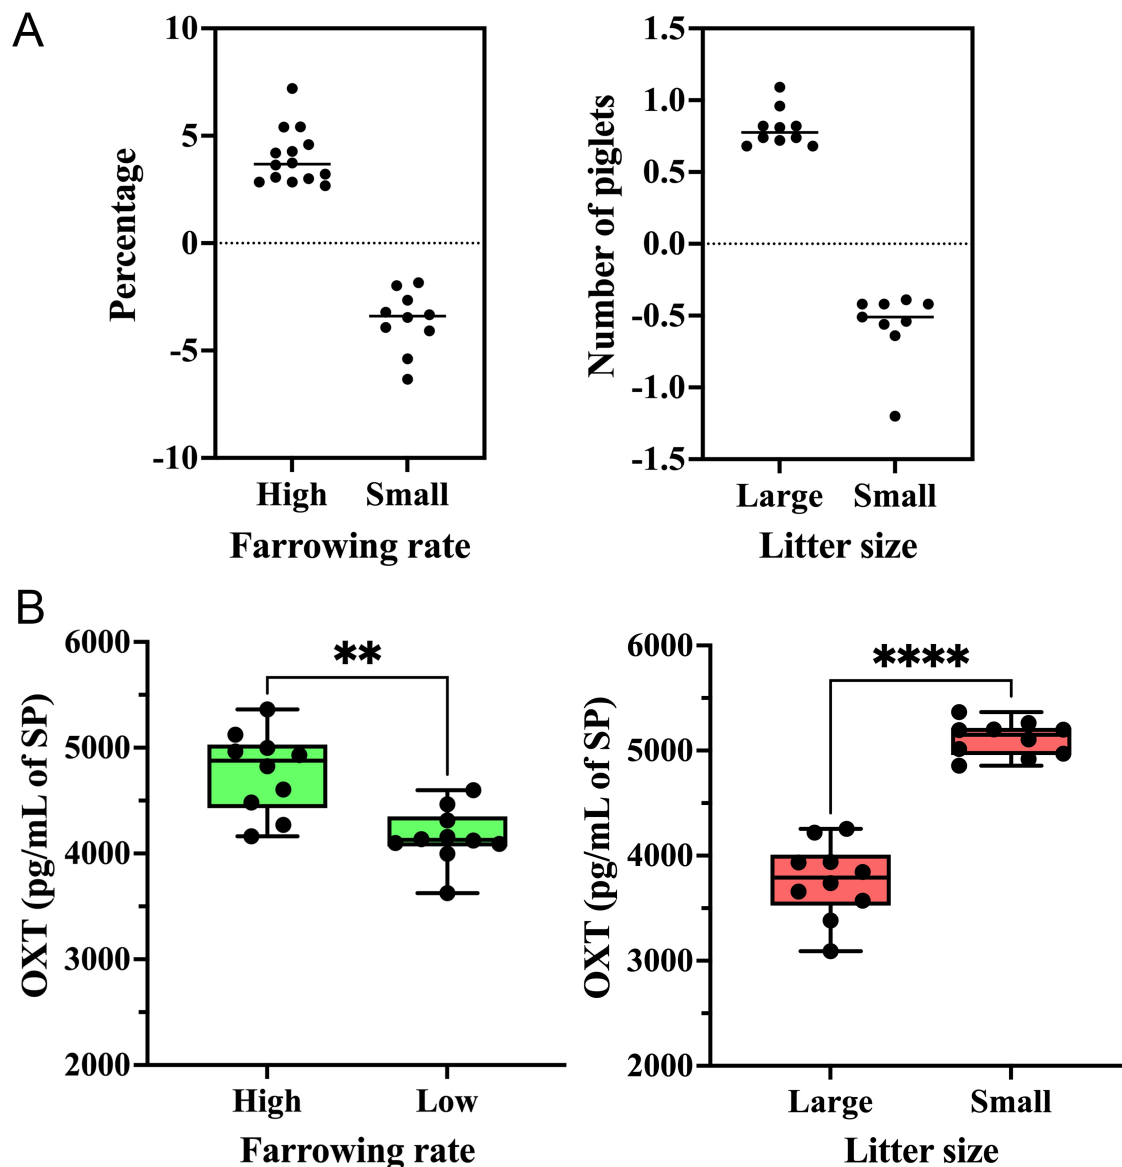 A
10
5
0
-5
-10
Percentage
High Small
Farrowing rate
1.5
1.0
0.5
0.0
-0.5
-1.0
-1.5
Number of piglets
Large Small
Litter size
B
6000
5000
4000
3000
2000
OXT (pg/mL of SP)
**
High Low
Farrowing rate
6000
5000
4000
3000
2000
OXT (pg/mL of SP)
****
Large Small
Litter size